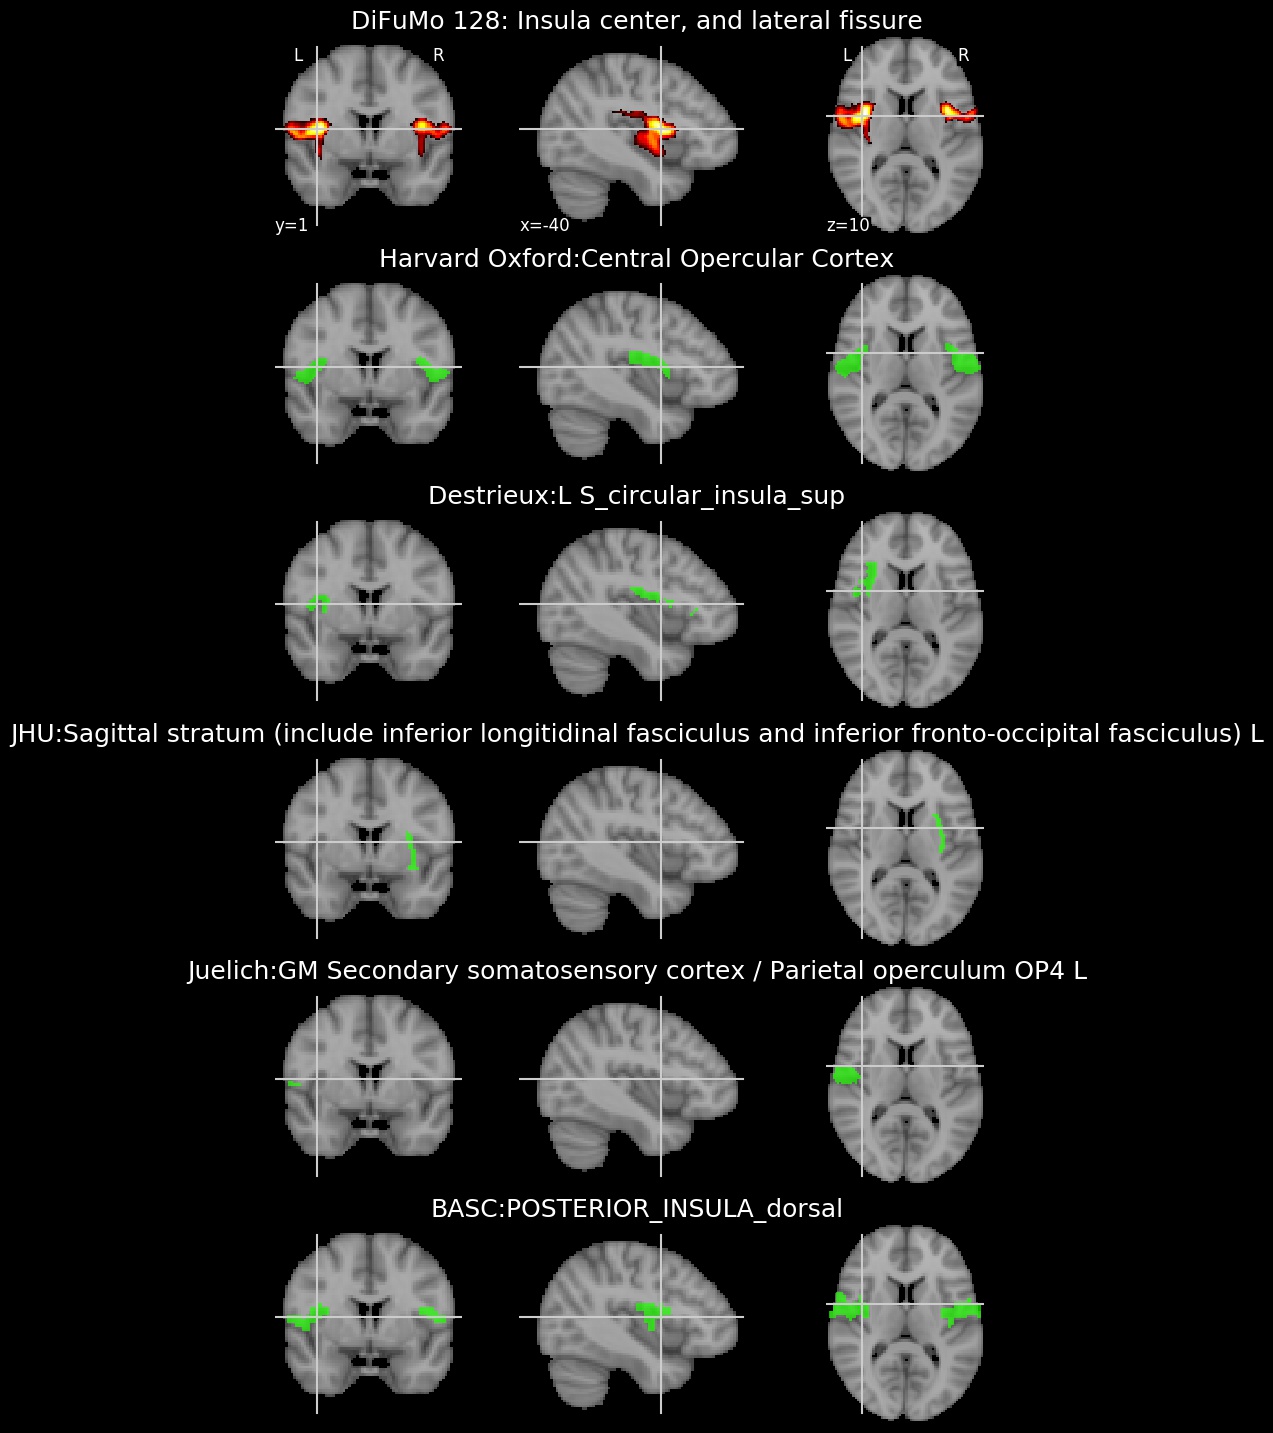 DiFuMo 128: Insula center, and lateral fissure
L R L R
y=1 x=-40 z=10
Harvard Oxford:Central Opercular Cortex
Destrieux:L S_circular_insula_sup
JHU:Sagittal stratum (include inferior longitidinal fasciculus and inferior fronto-occipital fasciculus) L
Juelich:GM Secondary somatosensory cortex / Parietal operculum OP4 L
BASC:POSTERIOR_INSULA_dorsal